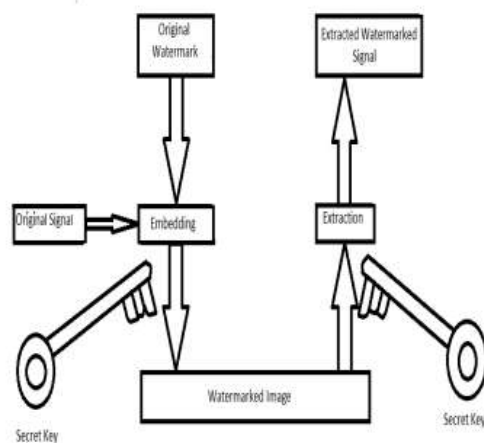 Original
Watermark
Extracted Watermarked
Signal
Original Signal
Embedding
Extraction
Watermarked Image
Secret Key
Secret Key